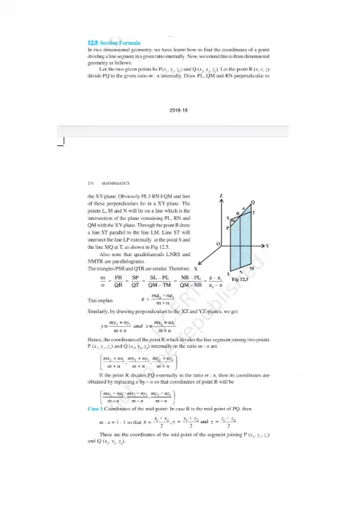 12.5 Section Formula
In two dimensional geometry, we have learnt how to find the coordinates of a point
dividing a line segment in a given ratio internally. Now, we extend this to three dimensional
geometry as follows:
Let the two given points be P(x₁, y₁, z₁) and Q (x₂, y₂, z₂). Let the point R (x, y, z)
divide PQ in the given ratio m : n internally. Draw PL, QM and RN perpendicular to
2018-19
MATHEMATICS
the XY-plane. Obviously PL || RN || QM and feet
of these perpendiculars lie in a XY-plane. The
points L, M and N will lie on a line which is the
intersection of the plane containing PL, RN and
QM with the XY-plane. Through the point R draw
a line ST parallel to the line LM. Line ST will
intersect the line LP externally at the point S and
the line MQ at T, as shown in Fig 12.5.
Also note that quadrilaterals LNRS and
NMTR are parallelograms.
The triangles PSR and QTR are similar. Therefore,
m/n = PR/QR = SP/QT = SL–PL/QM–TM = NR–PL/QM–NR = z–z₁/z₂–z
Z
Q
T
R
S
P
O
Y
X
L
N
M
Fig 12.5
This implies z = mz₂+nz₁/m+n
Similarly, by drawing perpendiculars to the XZ and YZ-planes, we get
y = my₂+ny₁/m+n and x = mx₂+nx₁/m+n
Hence, the coordinates of the point R which divides the line segment joining two points
P (x₁, y₁, z₁) and Q (x₂, y₂, z₂) internally in the ratio m : n are
(mx₂+nx₁/m+n, my₂+ny₁/m+n, mz₂+nz₁/m+n)
If the point R divides PQ externally in the ratio m : n, then its coordinates are
obtained by replacing n by – n so that coordinates of point R will be
(mx₂–nx₁/m–n, my₂–ny₁/m–n, mz₂–nz₁/m–n)
Case 1 Coordinates of the mid-point: In case R is the mid-point of PQ, then
m : n = 1 : 1 so that x = x₁+x₂/2, y = y₁+y₂/2 and z = z₁+z₂/2
These are the coordinates of the mid point of the segment joining P (x₁, y₁, z₁)
and Q (x₂, y₂, z₂).